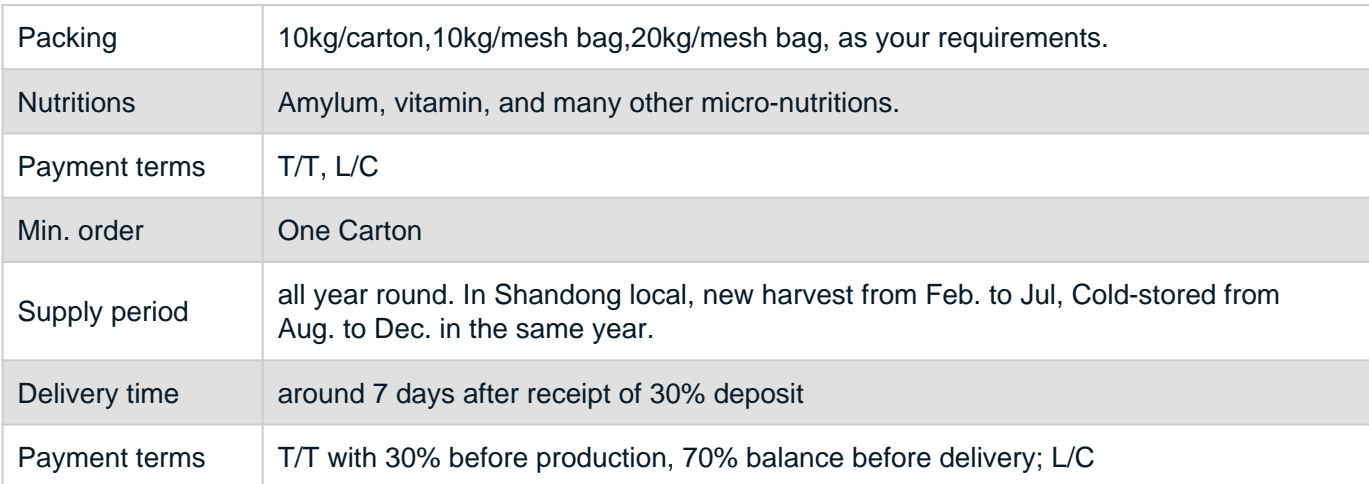 Packing 10kg/carton,10kg/mesh bag,20kg/mesh bag, as your requirements.
Nutritions Amylum, vitamin, and many other micro-nutritions.
Payment terms T/T, L/C
Min. order One Carton
Supply period all year round. In Shandong local, new harvest from Feb. to Jul, Cold-stored from
Aug. to Dec. in the same year.
Delivery time around 7 days after receipt of 30% deposit
Payment terms T/T with 30% before production, 70% balance before delivery; L/C